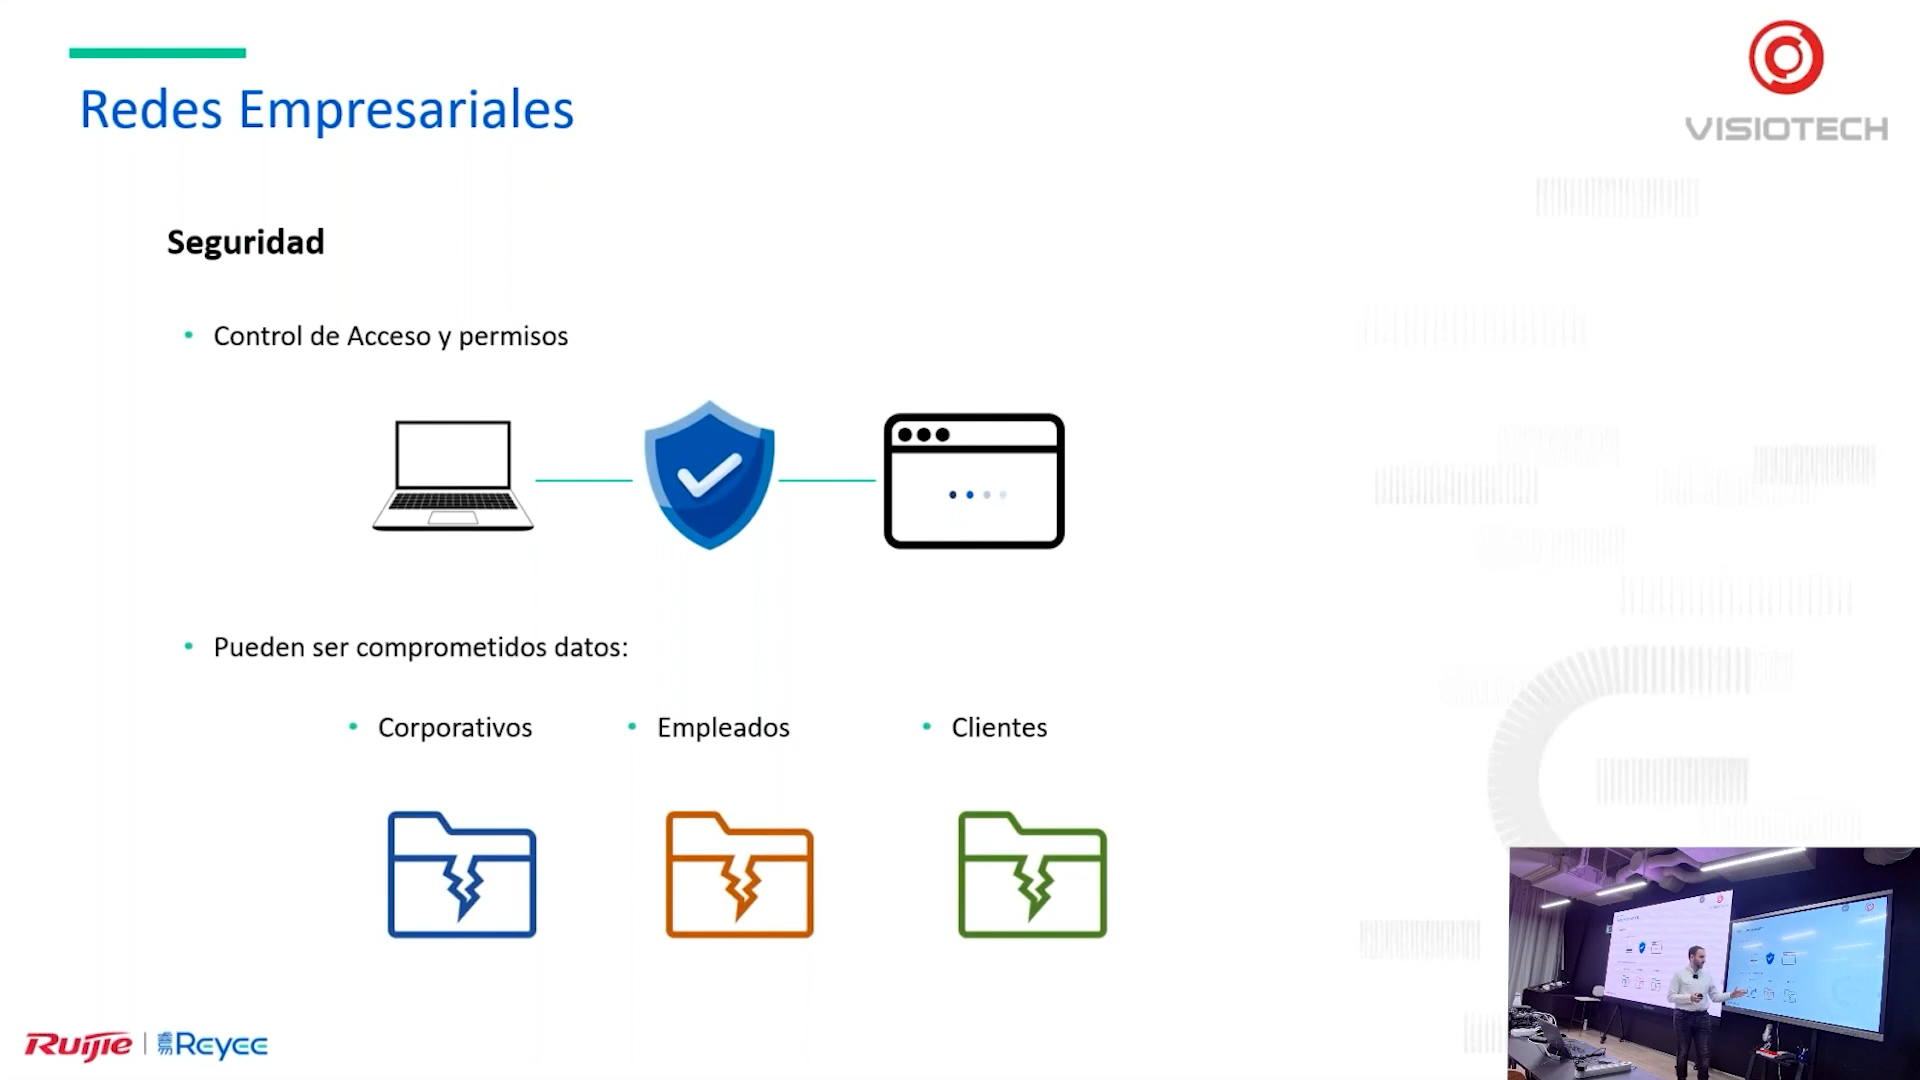 Redes Empresariales
VISIOTECH
Seguridad
• Control de Acceso y permisos
• Pueden ser comprometidos datos:
• Corporativos
• Empleados
• Clientes
Ruijie | Reyee